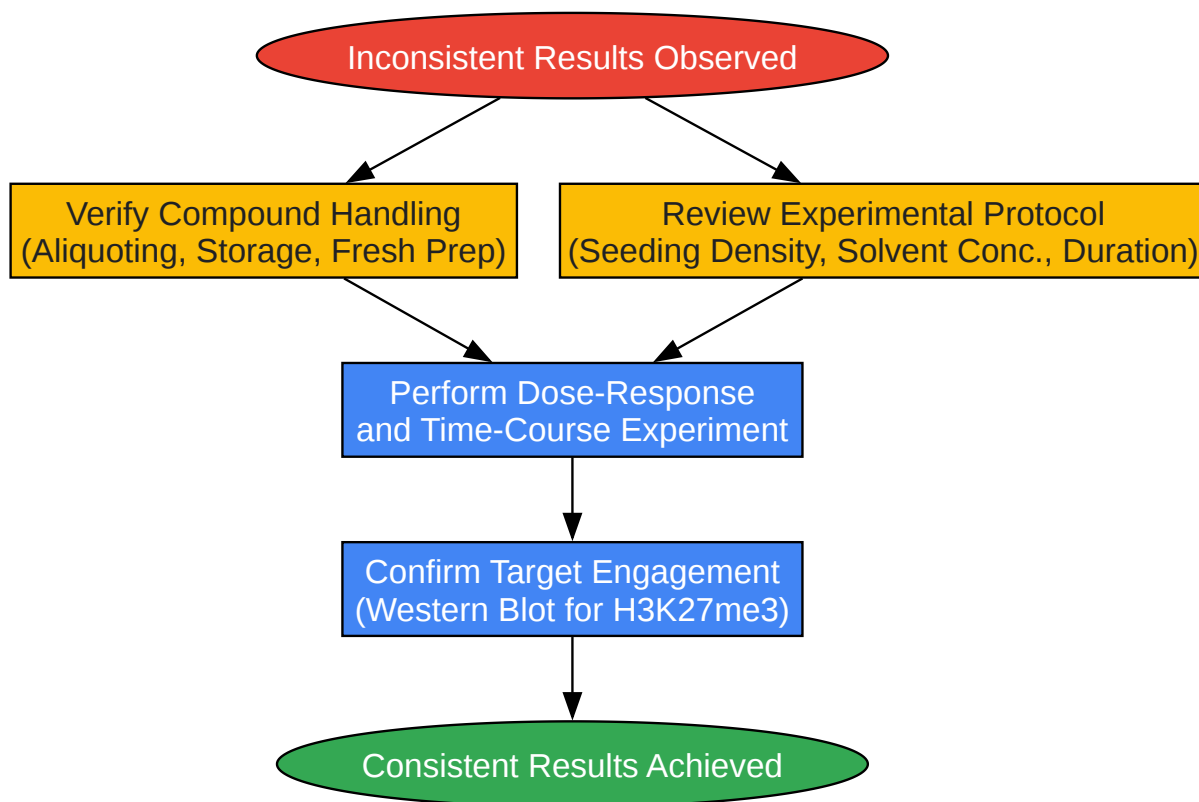 Inconsistent Results Observed
Verify Compound Handling
(Aliquoting, Storage, Fresh Prep)
Review Experimental Protocol
(Seeding Density, Solvent Conc., Duration)
Perform Dose-Response
and Time-Course Experiment
Confirm Target Engagement
(Western Blot for H3K27me3)
Consistent Results Achieved